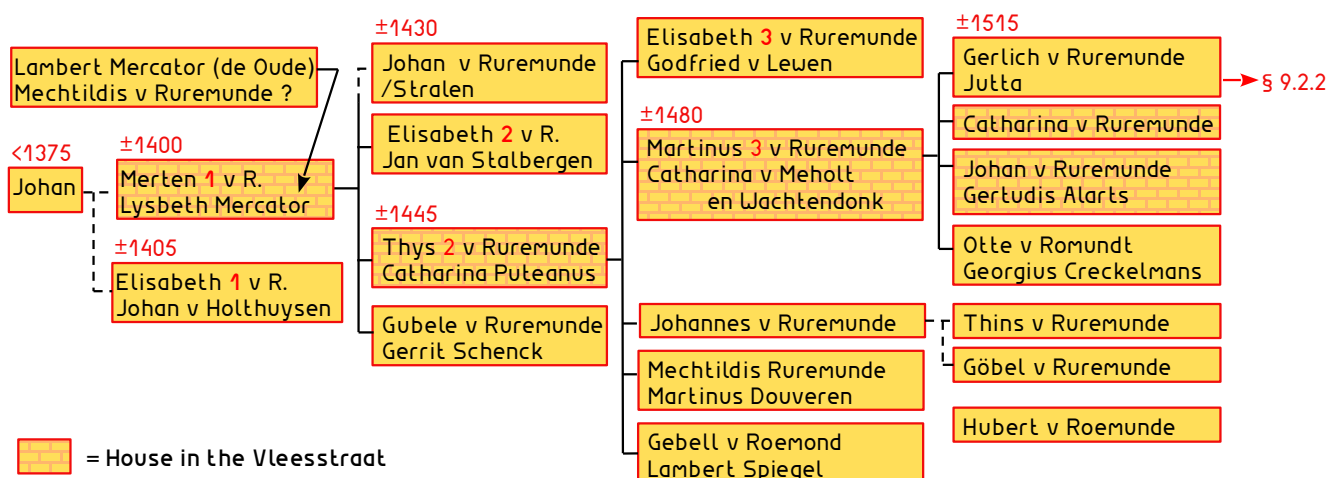 Lambert Mercator (de Oude)
Mechtildis v Ruremunde ?
<1375
Johan
±1400
Merten 1 v R.
Lysbeth Mercator
±1405
Elisabeth 1 v R.
Johan v Holthuysen
±1430
Johan v Ruremunde
/Stralen
Elisabeth 2 v R.
Jan van Stalbergen
±1445
Thys 2 v Ruremunde
Catharina Puteanus
Gubele v Ruremunde
Gerrit Schenck
Elisabeth 3 v Ruremunde
Godfried v Lewen
±1480
Martinus 3 v Ruremunde
Catharina v Meholt
en Wachtendonk
Johannes v Ruremunde
Mechtildis Ruremunde
Martinus Douveren
Gebell v Roemond
Lambert Spiegel
±1515
Gerlich v Ruremunde
Jutta
§ 9.2.2
Catharina v Ruremunde
Johan v Ruremunde
Gertudis Alarts
Otte v Romundt
Georgius Creckelmans
Thins v Ruremunde
Göbel v Ruremunde
Hubert v Roemunde
= House in the Vleesstraat